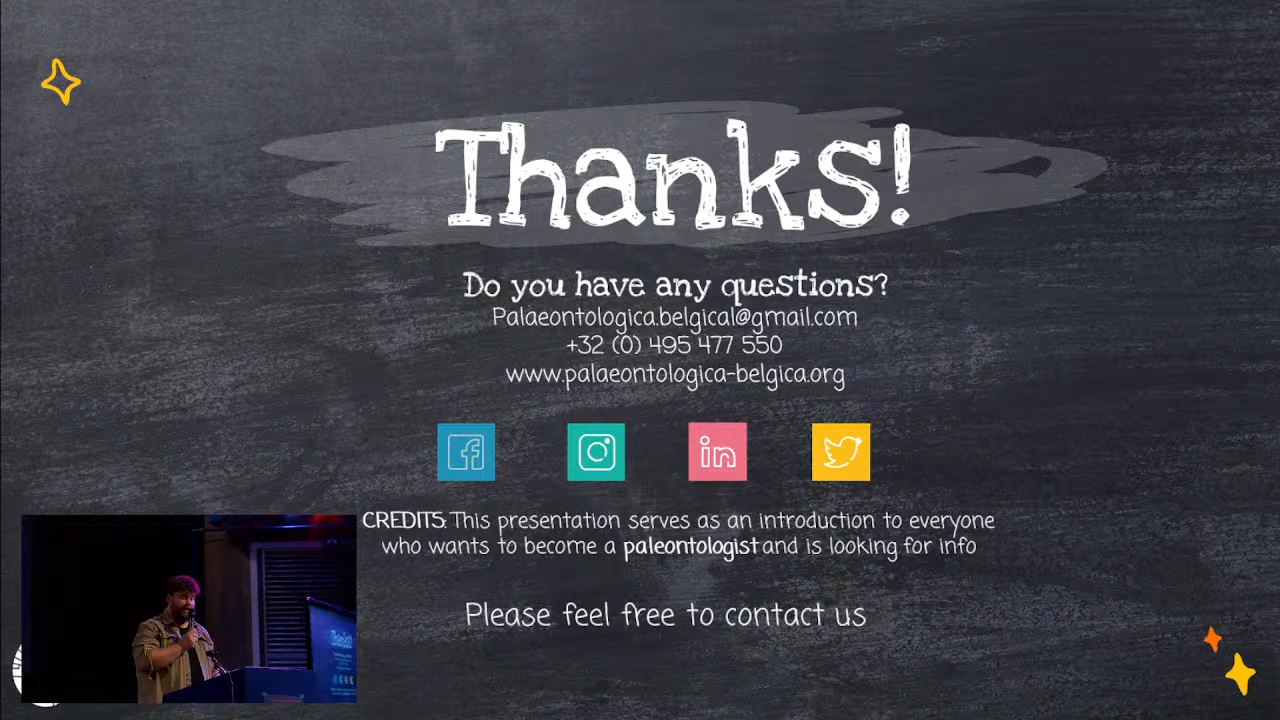 Thanks!
Do you have any questions?
Palaeontologica.belgical@gmail.com
+32 (0) 495 477 550
www.palaeontologica-belgica.org
CREDITS: This presentation serves as an introduction to everyone
who wants to become a paleontologist and is looking for info
Please feel free to contact us
Thanks!